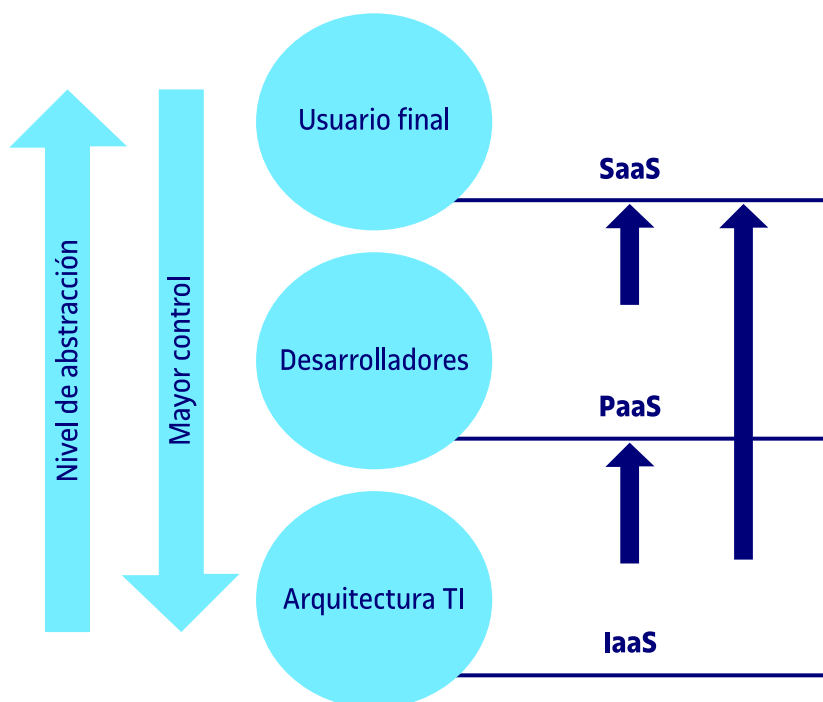 Usuario final
SaaS
Nivel de abstracción
Mayor control
Desarrolladores
PaaS
Arquitectura TI
IaaS